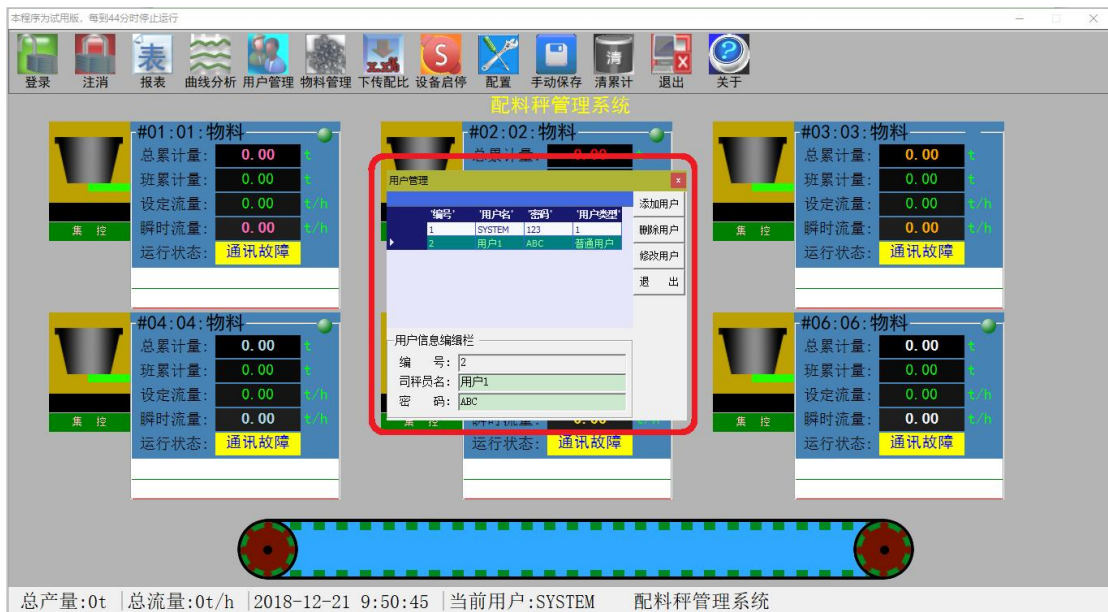 本程序为试用版，每到44分时停止运行
登录 注消 报表 曲线分析 用户管理 物料管理 下传配比 设备启停 配置 手动保存 清累计 退出 关于
表 x.x% S 清 ?
配料秤管理系统
#01:01:物料
总累计量: 0.00 t
班累计量: 0.00 t
设定流量: 0.00 t/h
瞬时流量: 0.00 t/h
运行状态: 通讯故障
集 控
#02:02:物料
总累计量: 0.00 t
#03:03:物料
总累计量: 0.00 t
班累计量: 0.00 t
设定流量: 0.00 t/h
瞬时流量: 0.00 t/h
运行状态: 通讯故障
集 控
用户管理
'编号' '用户名' '密码' '用户类型'
1 SYSTEM 123 1
2 用户1 ABC 普通用户
添加用户
删除用户
修改用户
退 出
用户信息编辑栏
编 号: 2
司秤员名: 用户1
密 码: ABC
#04:04:物料
总累计量: 0.00 t
班累计量: 0.00 t
设定流量: 0.00 t/h
瞬时流量: 0.00 t/h
运行状态: 通讯故障
集 控
集 控
瞬时流量: 0.00 t/h
运行状态: 通讯故障
#06:06:物料
总累计量: 0.00 t
班累计量: 0.00 t
设定流量: 0.00 t/h
瞬时流量: 0.00 t/h
运行状态: 通讯故障
集 控
总产量:0t 总流量:0t/h 2018-12-21 9:50:45 当前用户:SYSTEM 配料秤管理系统